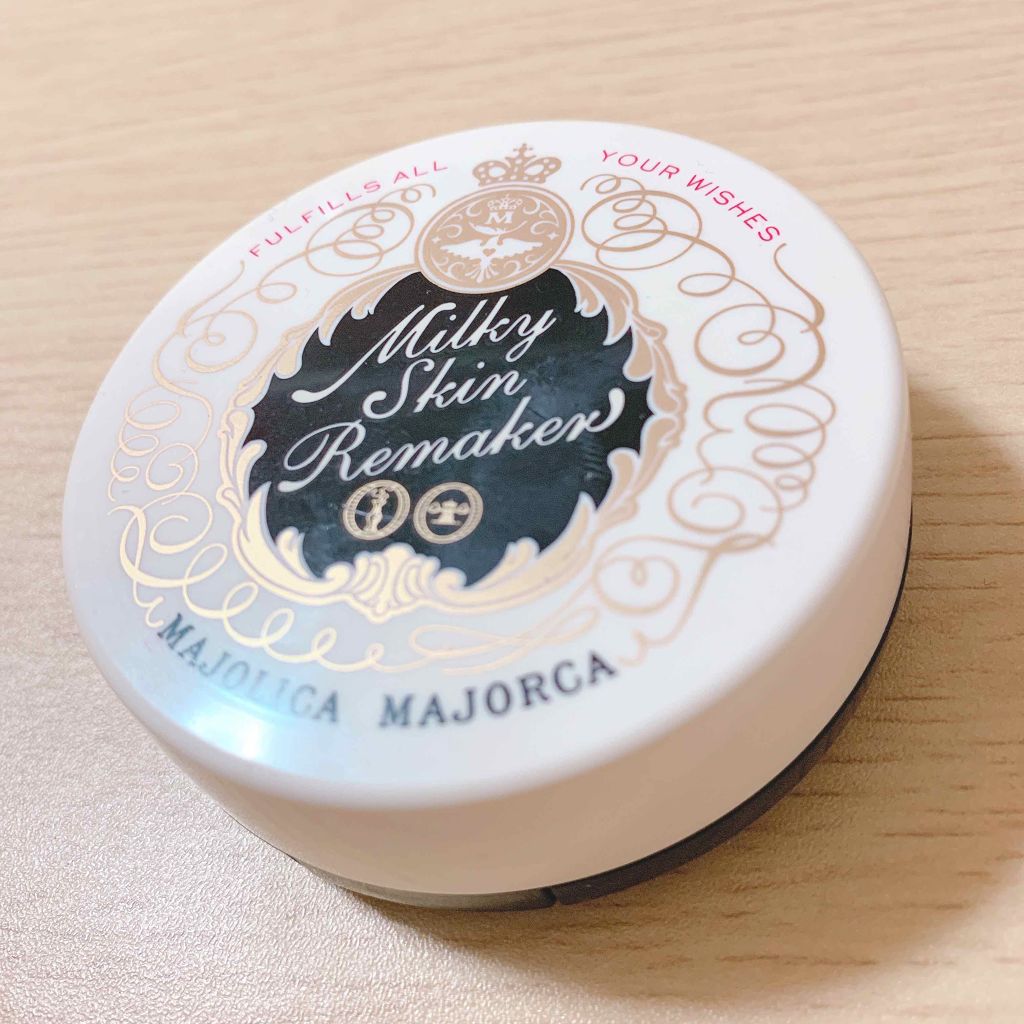 FULFILLS ALL YOUR WISHES
M
Milky
Skin
Remaker
MAJOLICA MAJORCA